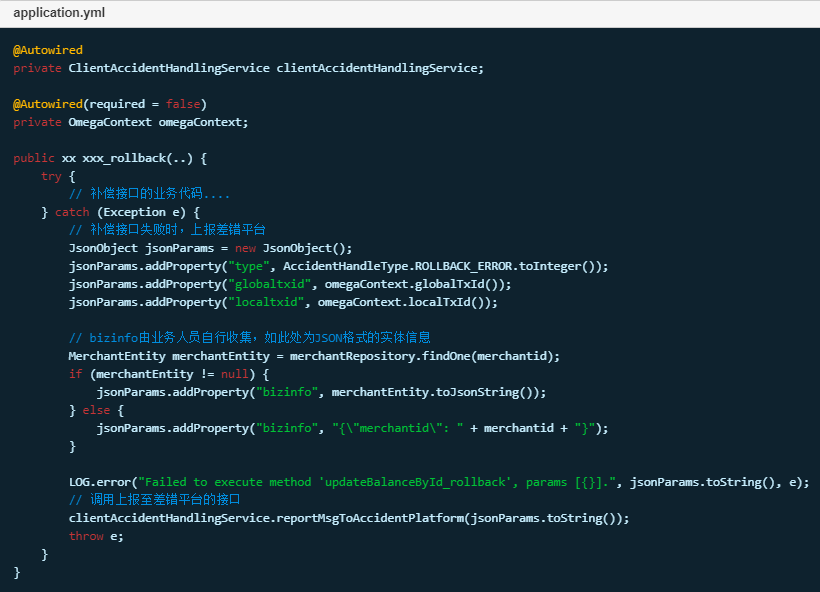 application.yml
@Autowired
private ClientAccidentHandlingService clientAccidentHandlingService;
@Autowired(required = false)
private OmegaContext omegaContext;
public xx xxx_rollback(..) {
    try {
        // 补偿接口的业务代码....
    } catch (Exception e) {
        // 补偿接口失败时，上报差错平台
        JsonObject jsonParams = new JsonObject();
        jsonParams.addProperty("type", AccidentHandleType.ROLLBACK_ERROR.toInteger());
        jsonParams.addProperty("globaltxid", omegaContext.globalTxId());
        jsonParams.addProperty("localtxid", omegaContext.localTxId());
        // bizinfo由业务人员自行收集，如此处为JSON格式的实体信息
        MerchantEntity merchantEntity = merchantRepository.findOne(merchantid);
        if (merchantEntity != null) {
            jsonParams.addProperty("bizinfo", merchantEntity.toJsonString());
        } else {
            jsonParams.addProperty("bizinfo", "{\"merchantid\": " + merchantid + "}");
        }
        LOG.error("Failed to execute method 'updateBalanceById_rollback', params [{}].", jsonParams.toString(), e);
        // 调用上报至差错平台的接口
        clientAccidentHandlingService.reportMsgToAccidentPlatform(jsonParams.toString());
        throw e;
    }
}